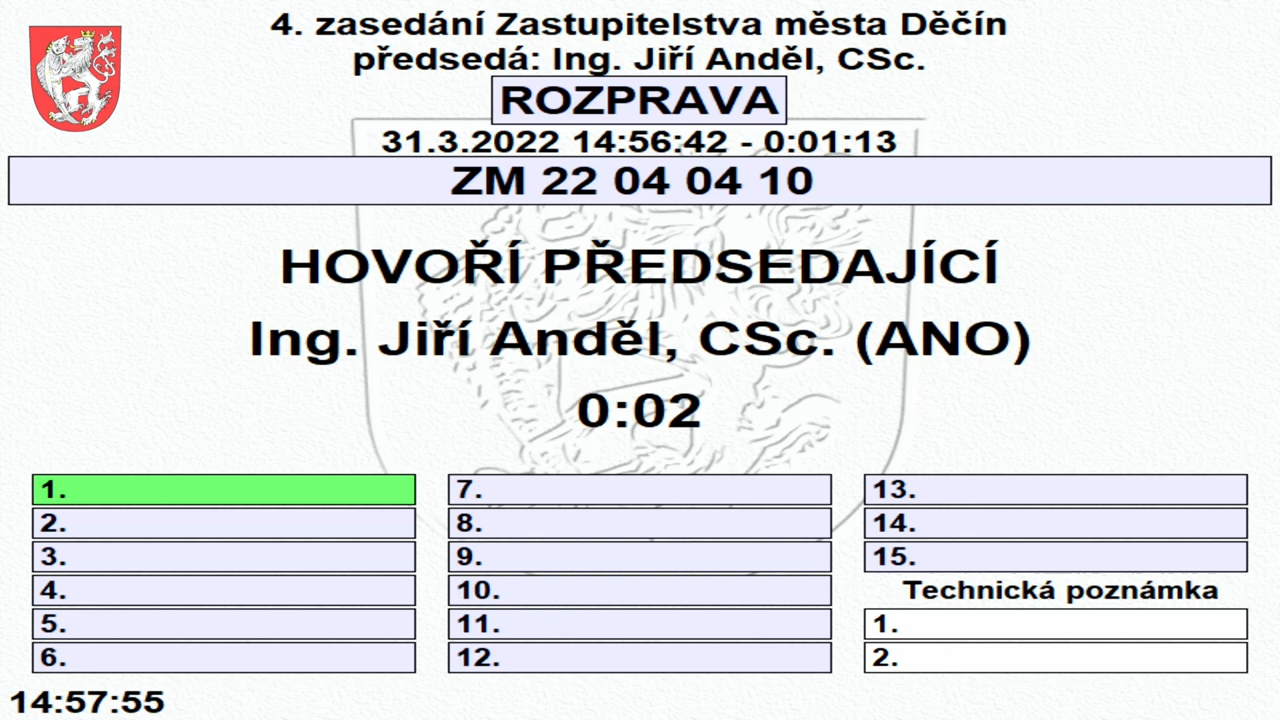 4. zasedání Zastupitelstva města Děčín
předsedá: Ing. Jiří Anděl, CSc.
ROZPRAVA
31.3.2022 14:56:42 - 0:01:13
ZM 22 04 04 10
HOVOŘÍ PŘEDSEDAJÍCÍ
Ing. Jiří Anděl, CSc. (ANO)
0:02
1.
2.
3.
4.
5.
6.
7.
8.
9.
10.
11.
12.
13.
14.
15.
Technická poznámka
1.
2.
14:57:55